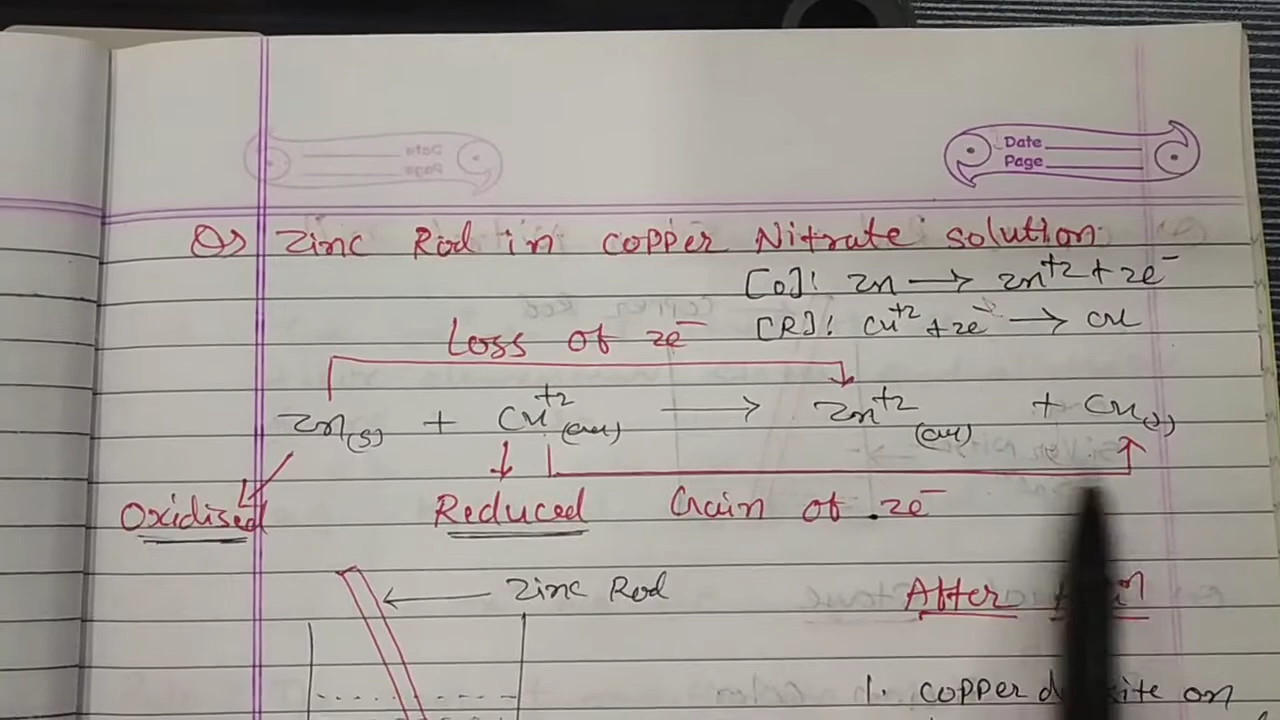 Date
Page
Q> Zinc Rod in copper Nitrate solution
[O]: Zn → Zn+2 + 2e-
[R]: Cu+2 + 2e- → Cu
Loss of 2e-
Zn(s) + Cu+2(aq) → Zn+2(aq) + Cu(s)
Oxidised Reduced Gain of 2e-
Zinc Rod
After
1. copper on